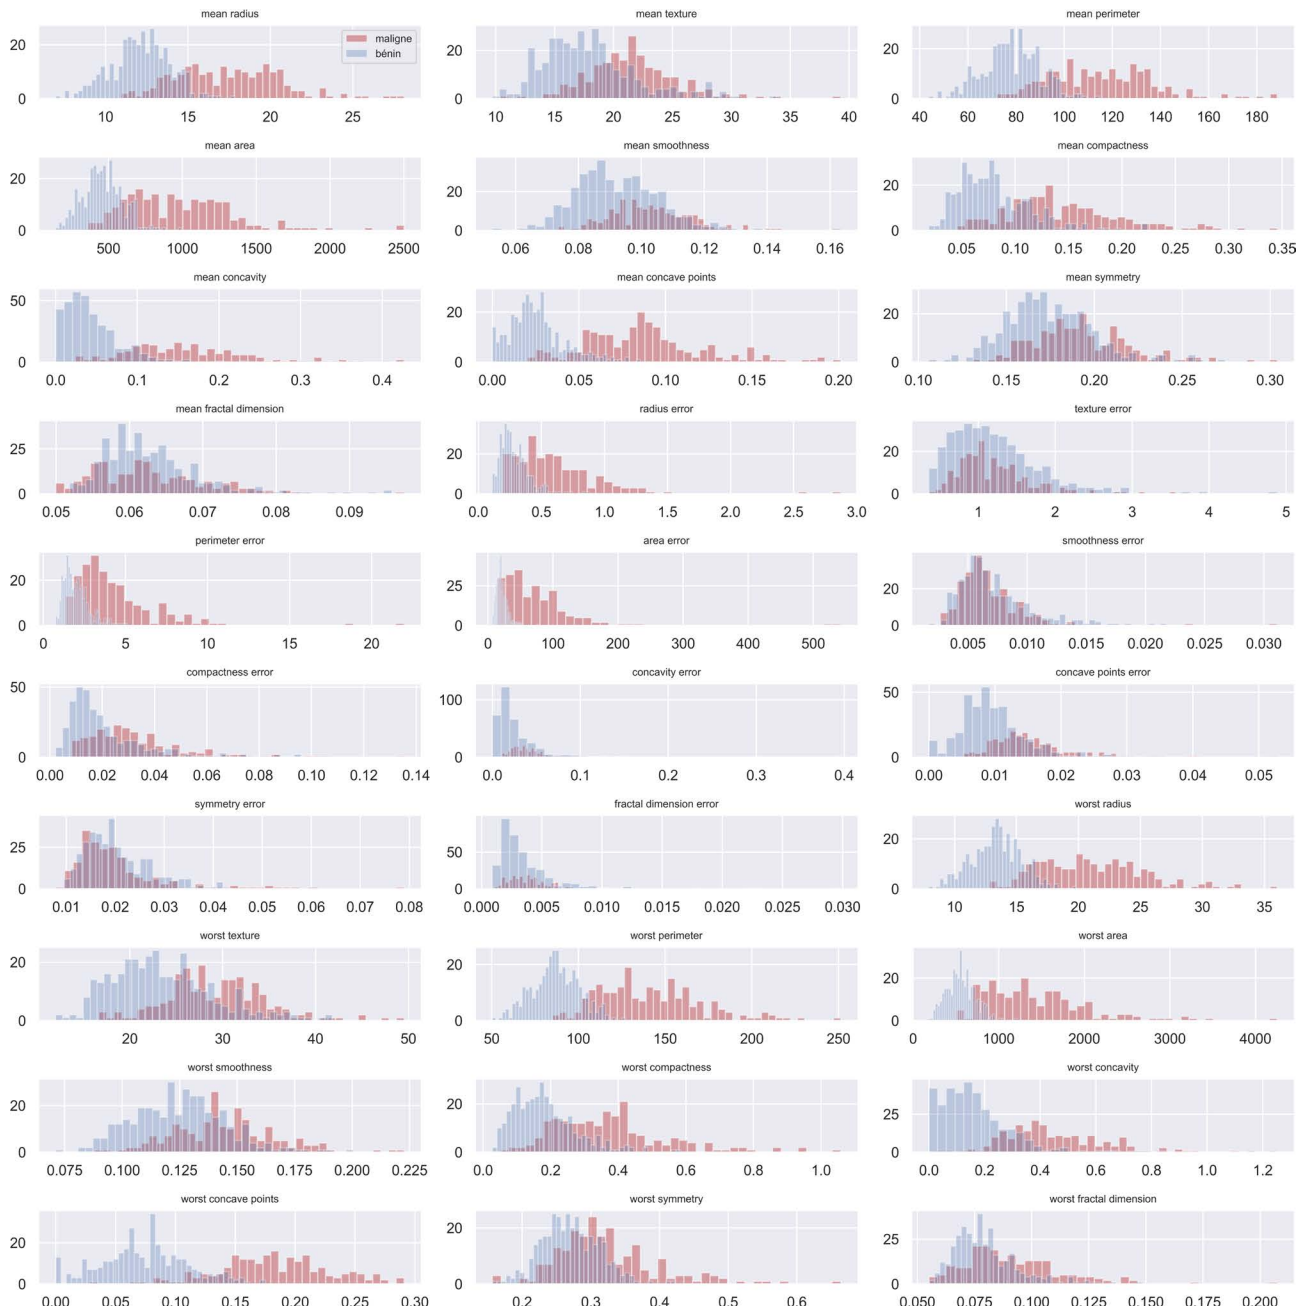 mean radius
20
0
10 15 20 25
maligne
bénin
mean texture
20
0
10 15 20 25 30 35 40
mean perimeter
20
0
40 60 80 100 120 140 160 180
mean area
20
0
500 1000 1500 2000 2500
mean smoothness
20
0
0.06 0.08 0.10 0.12 0.14 0.16
mean compactness
20
0
0.05 0.10 0.15 0.20 0.25 0.30 0.35
mean concavity
50
0
0.0 0.1 0.2 0.3 0.4
mean concave points
20
0
0.00 0.05 0.10 0.15 0.20
mean symmetry
20
0
0.10 0.15 0.20 0.25 0.30
mean fractal dimension
25
0
0.05 0.06 0.07 0.08 0.09
radius error
20
0
0.0 0.5 1.0 1.5 2.0 2.5 3.0
texture error
20
0
1 2 3 4 5
perimeter error
20
0
0 5 10 15 20
area error
25
0
0 100 200 300 400 500
smoothness error
20
0
0.005 0.010 0.015 0.020 0.025 0.030
compactness error
50
0
0.00 0.02 0.04 0.06 0.08 0.10 0.12 0.14
concavity error
100
0
0.0 0.1 0.2 0.3 0.4
concave points error
50
0
0.00 0.01 0.02 0.03 0.04 0.05
symmetry error
25
0
0.01 0.02 0.03 0.04 0.05 0.06 0.07 0.08
fractal dimension error
50
0
0.000 0.005 0.010 0.015 0.020 0.025 0.030
worst radius
20
0
10 15 20 25 30 35
worst texture
20
0
20 30 40 50
worst perimeter
20
0
50 100 150 200 250
worst area
20
0
0 1000 2000 3000 4000
worst smoothness
20
0
0.075 0.100 0.125 0.150 0.175 0.200 0.225
worst compactness
20
0
0.0 0.2 0.4 0.6 0.8 1.0
worst concavity
25
0
0.0 0.2 0.4 0.6 0.8 1.0 1.2
worst concave points
20
0
0.00 0.05 0.10 0.15 0.20 0.25 0.30
worst symmetry
20
0
0.2 0.3 0.4 0.5 0.6
worst fractal dimension
25
0
0.050 0.075 0.100 0.125 0.150 0.175 0.200